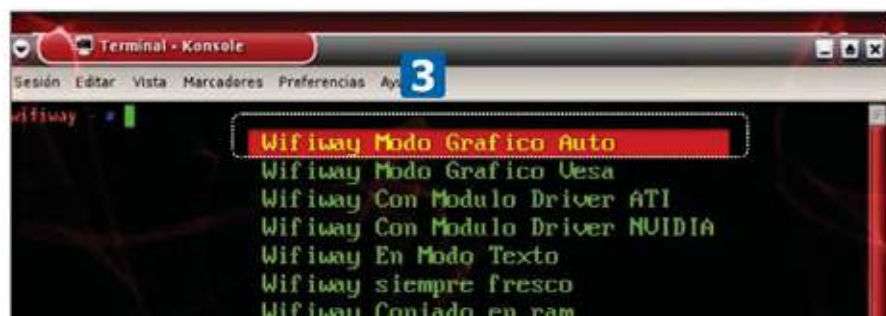 Terminal - Konsole
Sesión Editar Vista Marcadores Preferencias Ay
3
wifiway ~ #
Wifiway Modo Grafico Auto
Wifiway Modo Grafico Vesa
Wifiway Con Modulo Driver ATI
Wifiway Con Modulo Driver NVIDIA
Wifiway En Modo Texto
Wifiway siempre fresco
Wifiway Copiado en ram